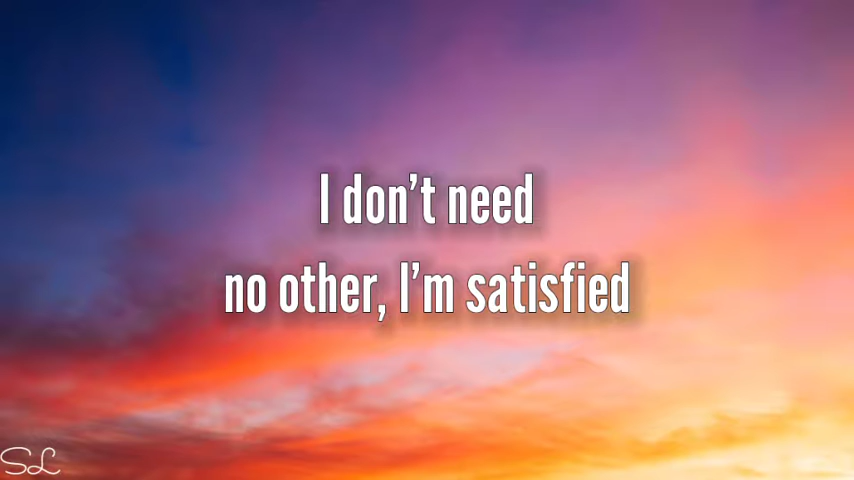 I don’t need
no other, I’m satisfied
SL